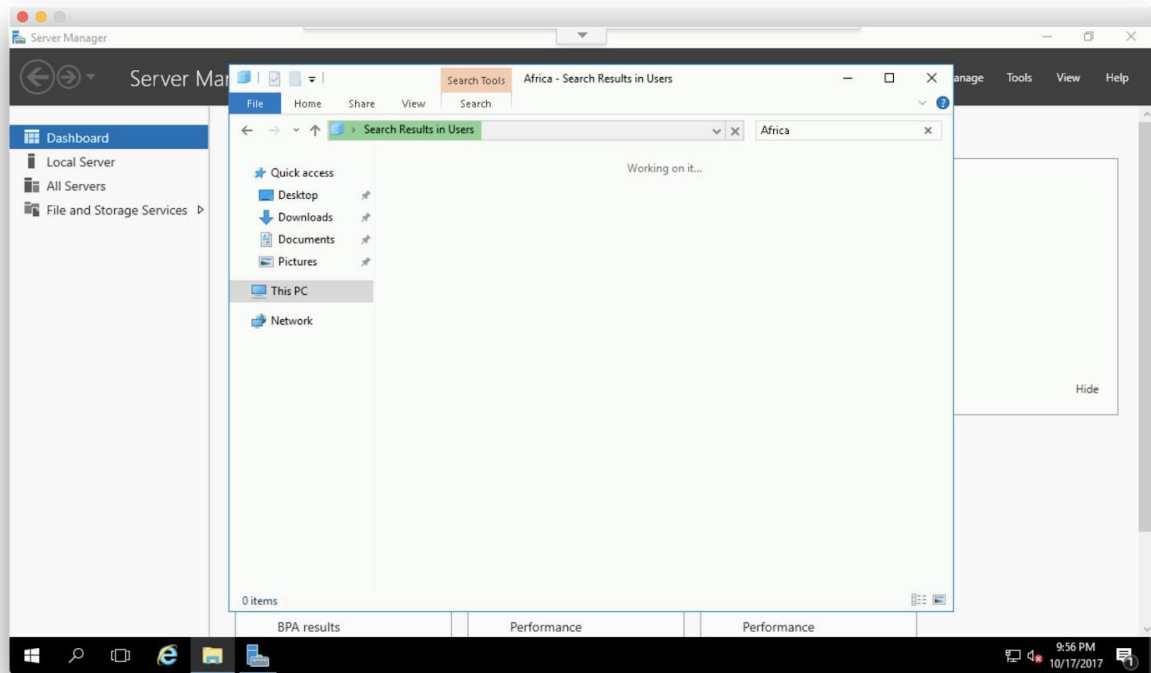 Server Manager
Server Mar
Manage Tools View Help
Search Tools
Africa - Search Results in Users
File Home Share View Search
Search Results in Users
Africa
Dashboard
Local Server
All Servers
File and Storage Services
Quick access
Desktop
Downloads
Documents
Pictures
This PC
Network
Working on it...
Hide
0 items
BPA results
Performance
Performance
9:56 PM
10/17/2017
1